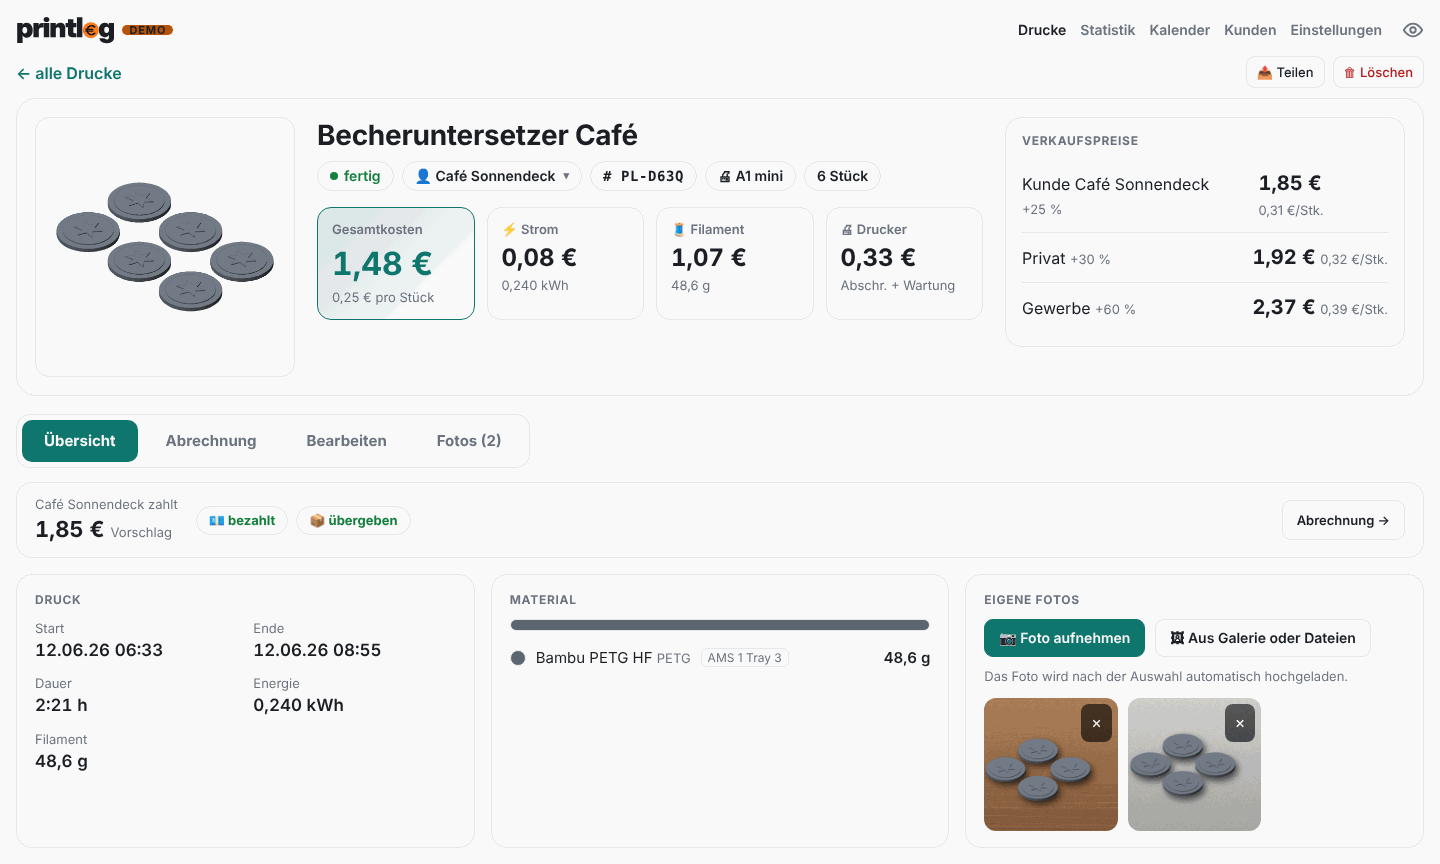 printl€g DEMO
Drucke Statistik Kalender Kunden Einstellungen
← alle Drucke
📤 Teilen 🗑 Löschen
Becheruntersetzer Café
fertig 👤 Café Sonnendeck ▾ # PL-D63Q 🖨 A1 mini 6 Stück
Gesamtkosten
1,48 €
0,25 € pro Stück
⚡ Strom
0,08 €
0,240 kWh
🧵 Filament
1,07 €
48,6 g
🖨 Drucker
0,33 €
Abschr. + Wartung
VERKAUFSPREISE
Kunde Café Sonnendeck 1,85 €
+25 % 0,31 €/Stk.
Privat +30 % 1,92 € 0,32 €/Stk.
Gewerbe +60 % 2,37 € 0,39 €/Stk.
Übersicht Abrechnung Bearbeiten Fotos (2)
Café Sonnendeck zahlt
1,85 € Vorschlag
💶 bezahlt 📦 übergeben
Abrechnung →
DRUCK
Start Ende
12.06.26 06:33 12.06.26 08:55
Dauer Energie
2:21 h 0,240 kWh
Filament
48,6 g
MATERIAL
Bambu PETG HF PETG AMS 1 Tray 3 48,6 g
EIGENE FOTOS
📷 Foto aufnehmen 🖼 Aus Galerie oder Dateien
Das Foto wird nach der Auswahl automatisch hochgeladen.
× ×